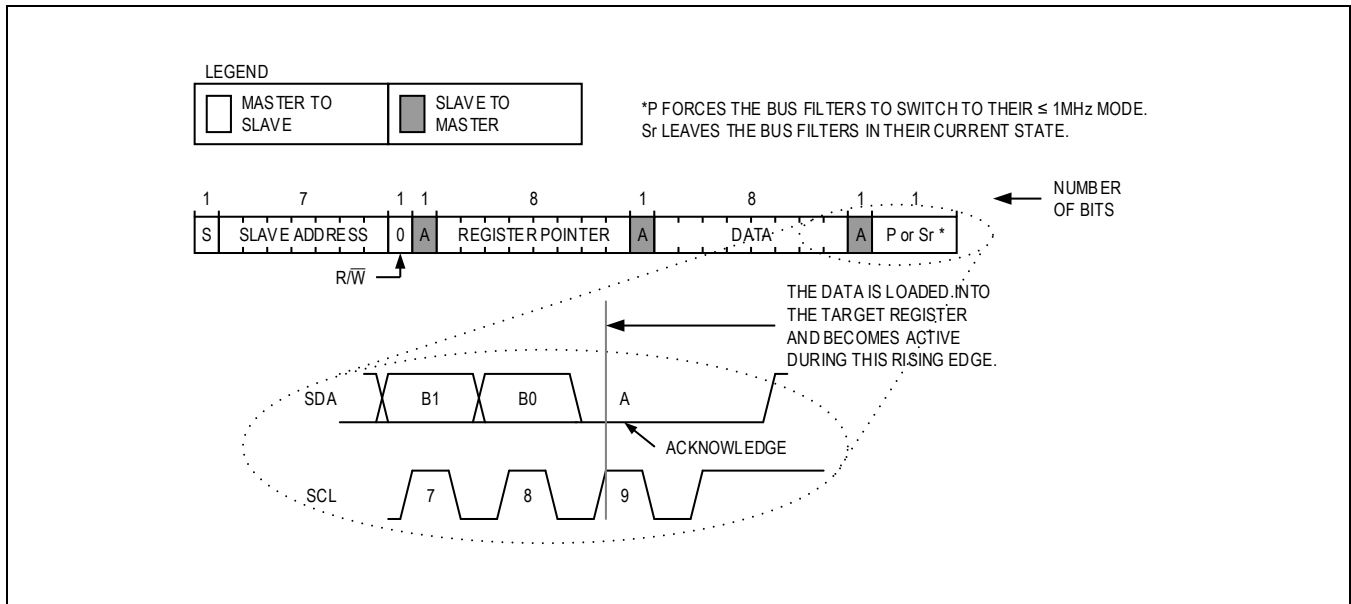 LEGEND
MASTER TO
SLAVE
SLAVE TO
MASTER
*P FORCES THE BUS FILTERS TO SWITCH TO THEIR ≤ 1MHz MODE.
Sr LEAVES THE BUS FILTERS IN THEIR CURRENT STATE.
1 7 1 1 8 1 8 1 1
NUMBER
OF BITS
S SLAVE ADDRESS 0 A REGISTER POINTER A DATA A P or Sr *
R/W̅
THE DATA IS LOADED INTO
THE TARGET REGISTER
AND BECOMES ACTIVE
DURING THIS RISING EDGE.
SDA B1 B0 A
ACKNOWLEDGE
SCL 7 8 9